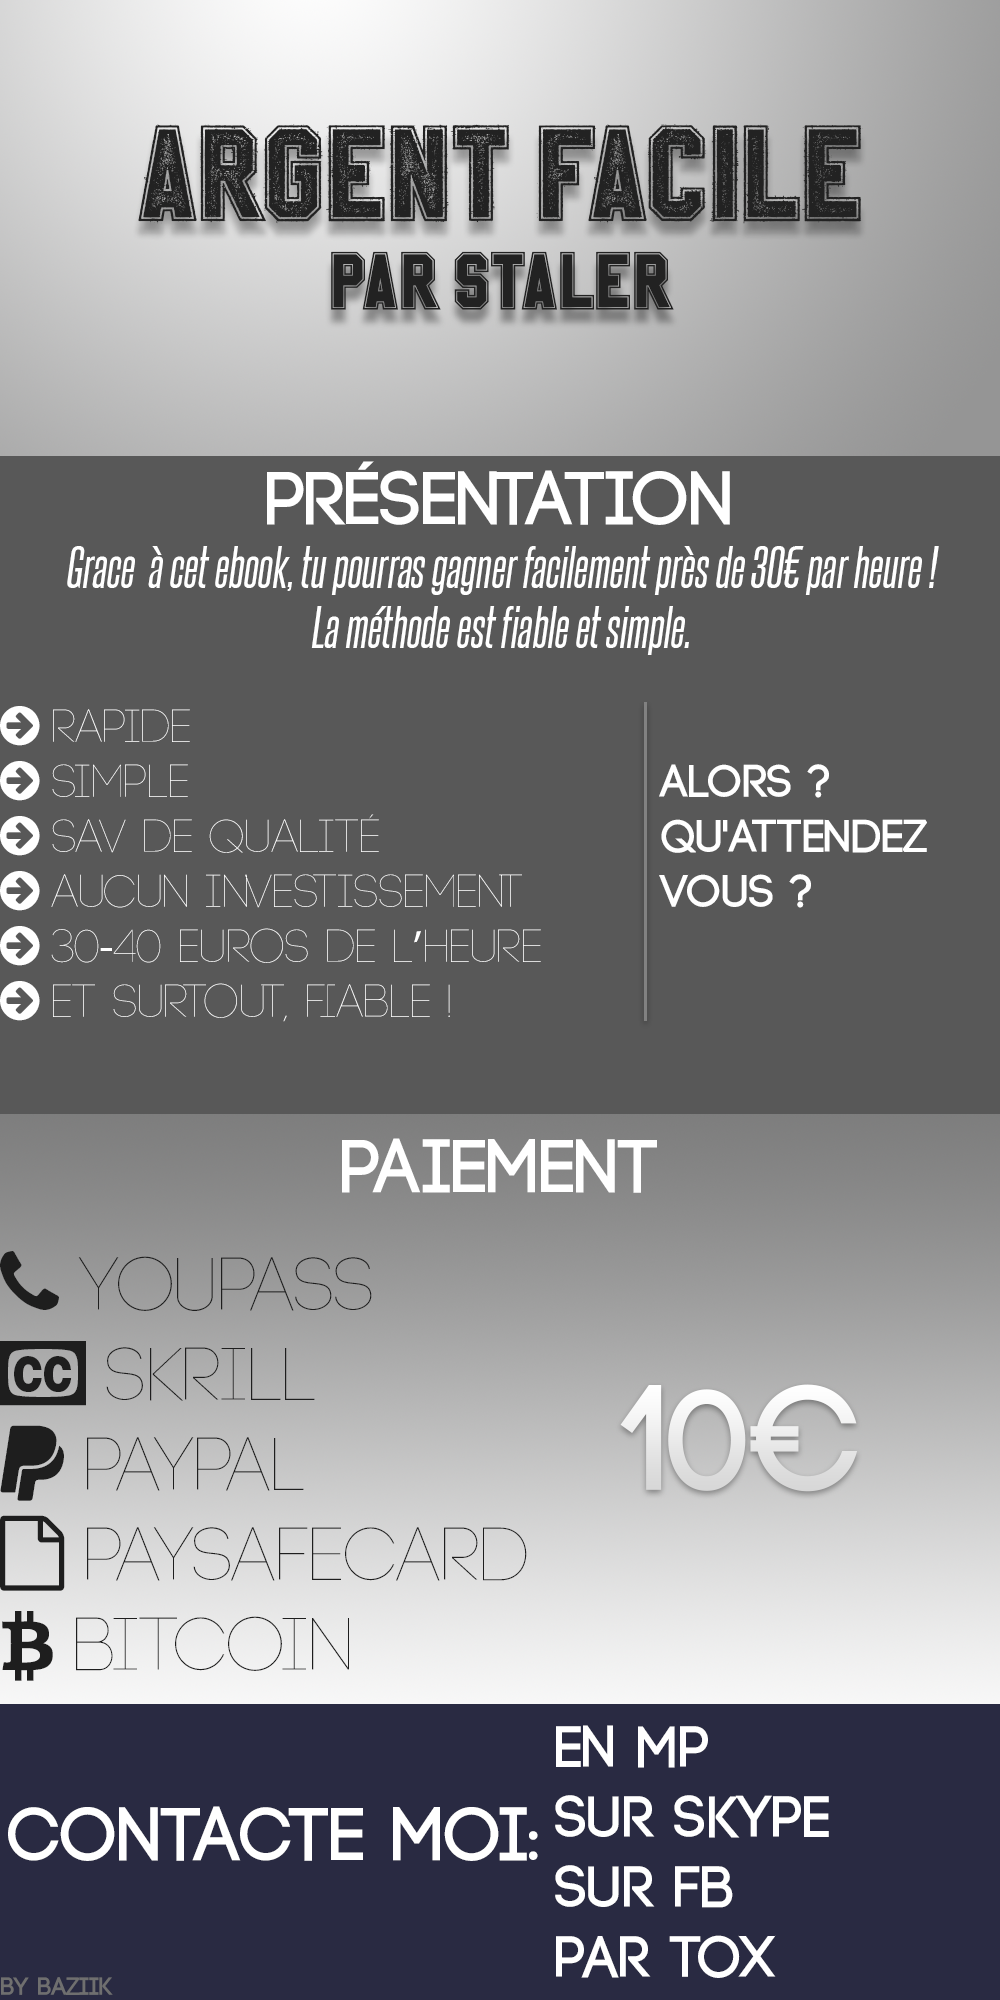 ARGENT FACILE
PAR STALER
PRÉSENTATION
Grace à cet ebook, tu pourras gagner facilement près de 30€ par heure !
La méthode est fiable et simple.
RAPIDE
SIMPLE
SAV DE QUALITÉ
AUCUN INVESTISSEMENT
30-40 EUROS DE L'HEURE
ET SURTOUT, FIABLE !
ALORS ?
QU'ATTENDEZ
VOUS ?
PAIEMENT
YOUPASS
CC SKRILL
PAYPAL
PAYSAFECARD
BITCOIN
10€
CONTACTE MOI:
EN MP
SUR SKYPE
SUR FB
PAR TOX
BY BAZIIK